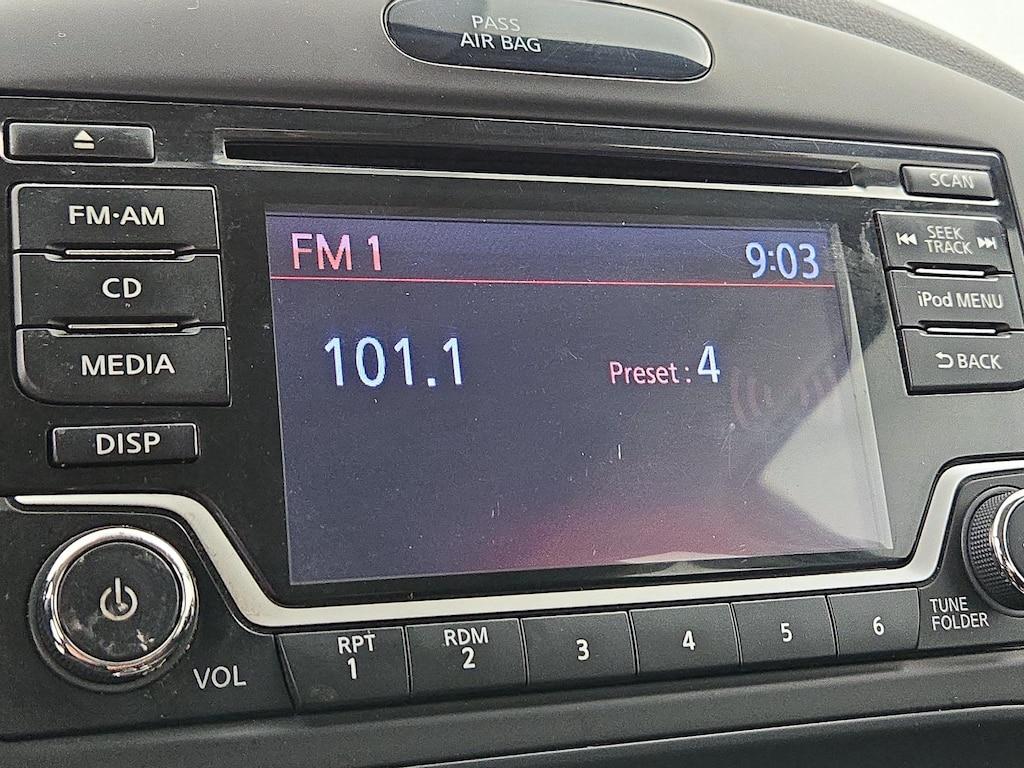 PASS
AIR BAG
SCAN
FM·AM
CD
MEDIA
DISP
FM 1
9:03
101.1
Preset : 4
SEEK
TRACK
iPod MENU
BACK
VOL
RPT
1
RDM
2
3
4
5
6
TUNE
FOLDER